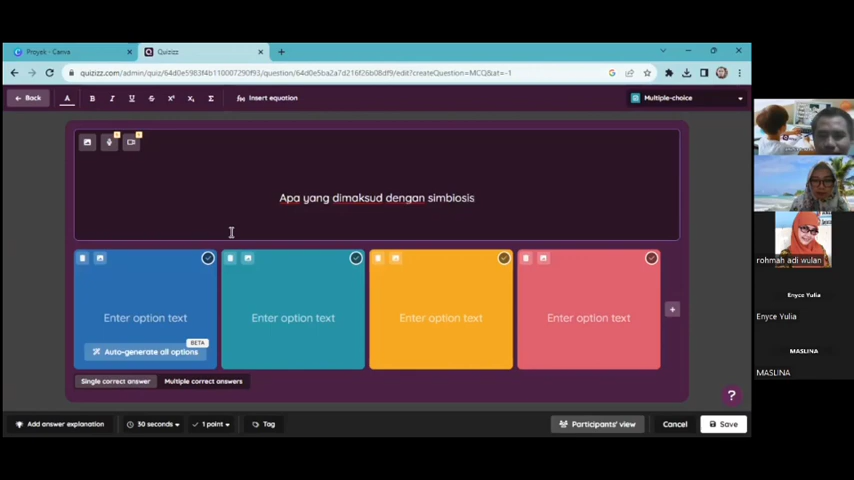 Proyek - Canva
Quizizz
quizizz.com/admin/quiz/64d0e5983f4b110007290f93/question/64d0e5ba2a7d216f26b08df9/edit?createQuestion=MCQ&at=-1
Back
A B I U S X² X₂ Σ
fx Insert equation
Multiple-choice
Apa yang dimaksud dengan simbiosis
Enter option text
Enter option text
Enter option text
Enter option text
BETA
Auto-generate all options
Single correct answer
Multiple correct answers
?
Add answer explanation
30 seconds
1 point
Tag
Participants' view
Cancel
Save
rohmah adi wulan
Enyce Yulia
Enyce Yulia
MASLINA
MASLINA